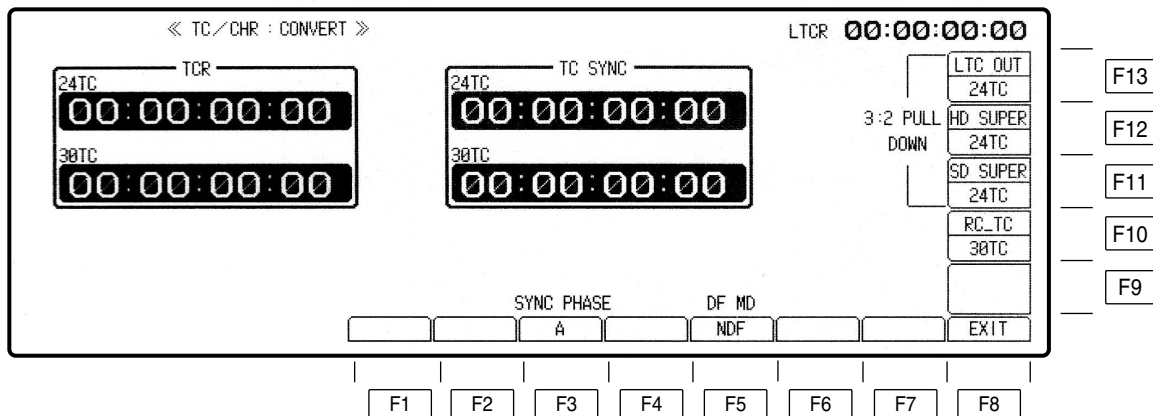 ≪ TC/CHR : CONVERT ≫
LTCR 00:00:00:00
TCR
24TC
00:00:00:00
30TC
00:00:00:00
TC SYNC
24TC
00:00:00:00
30TC
00:00:00:00
3:2 PULL
DOWN
LTC OUT
24TC
HD SUPER
24TC
SD SUPER
24TC
RC_TC
30TC
F13
F12
F11
F10
F9
SYNC PHASE
A
DF MD
NDF
EXIT
F1 F2 F3 F4 F5 F6 F7 F8